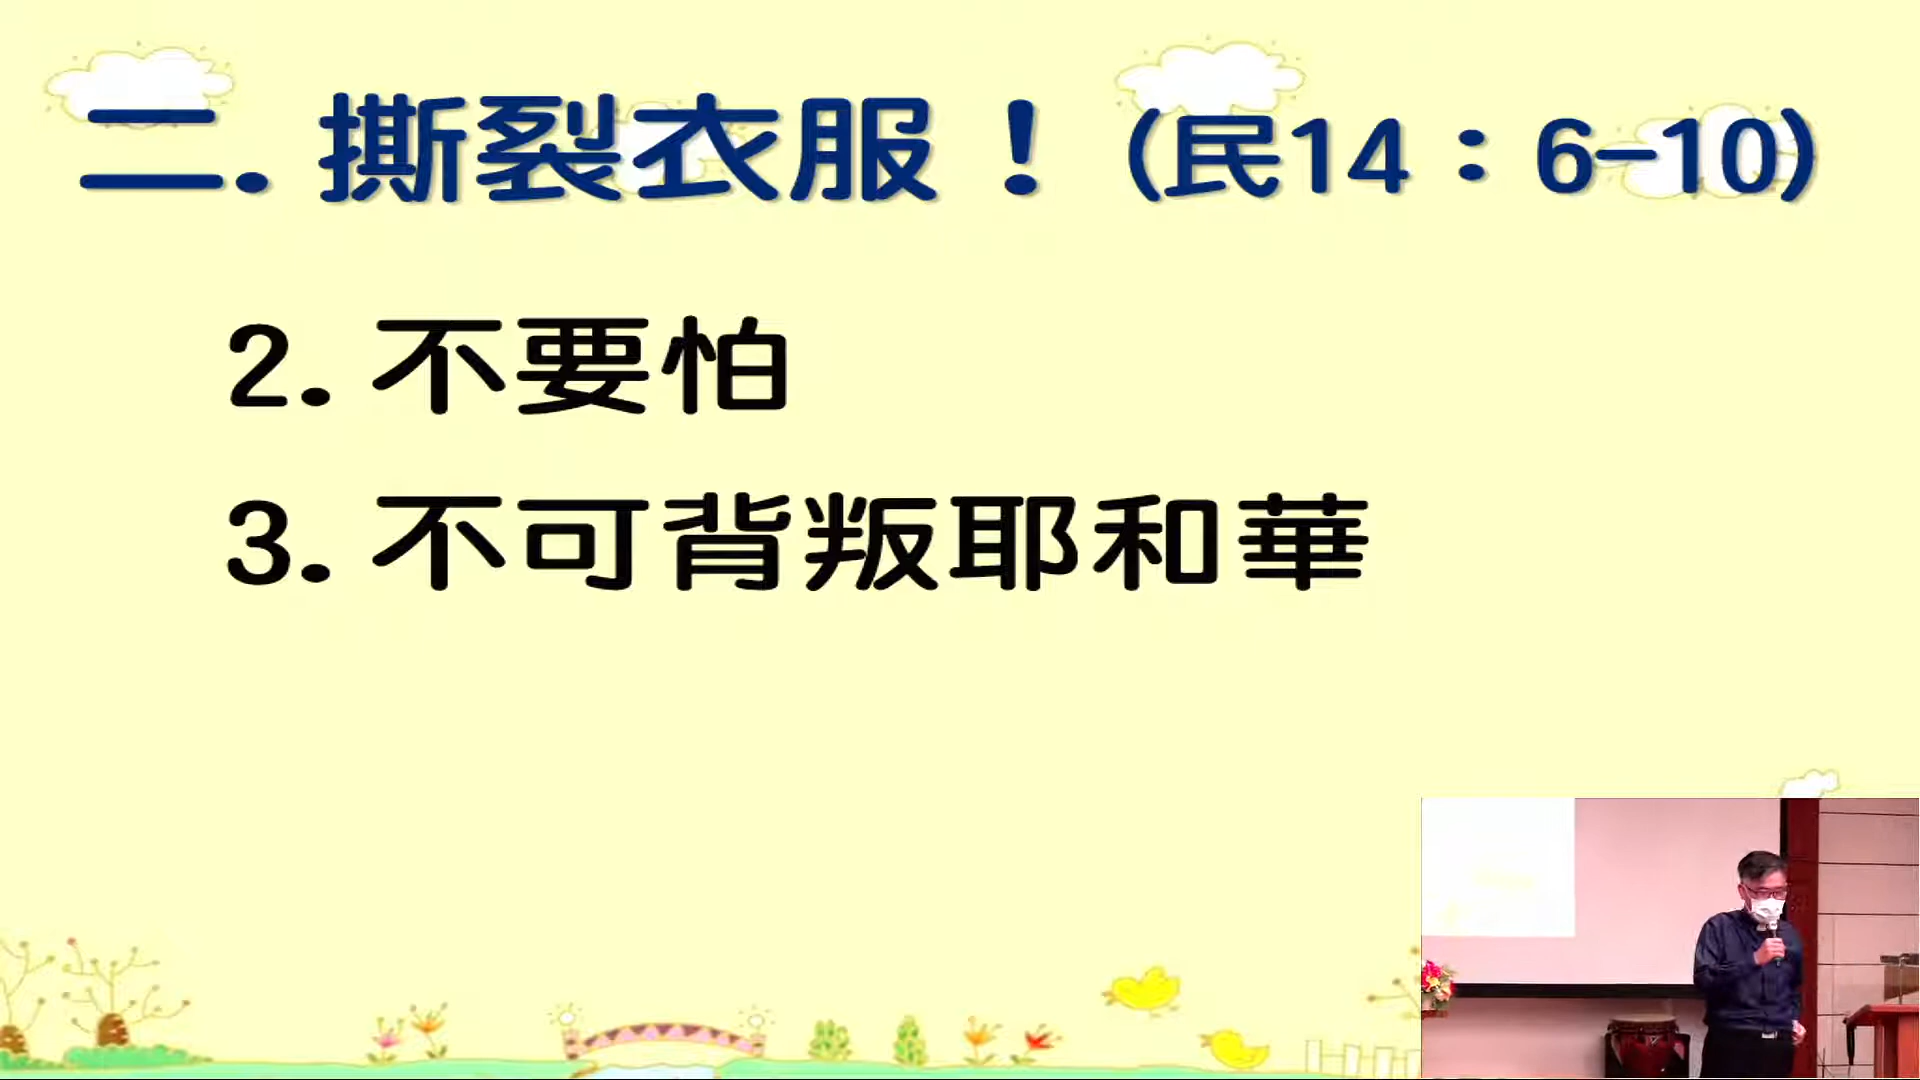 二. 撕裂衣服！(民14：6-10)
2. 不要怕
3. 不可背叛耶和華